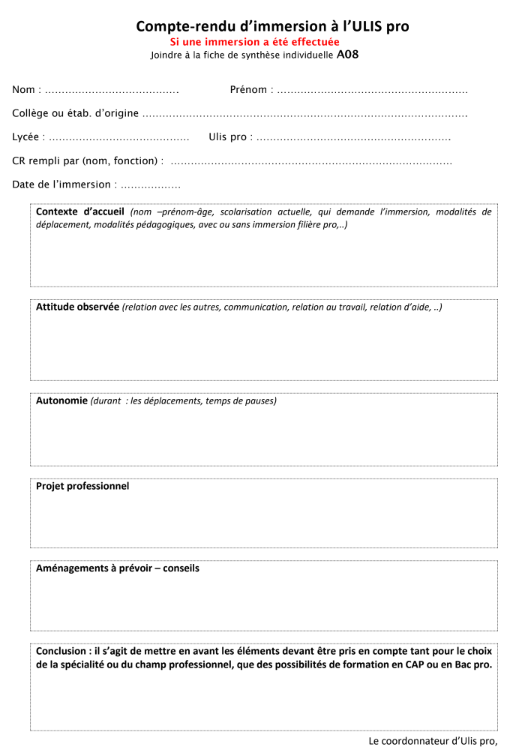 Compte-rendu d’immersion à l’ULIS pro
Si une immersion a été effectuée
Joindre à la fiche de synthèse individuelle A08
Nom : ........................................ Prénom : .........................................................
Collège ou étab. d’origine .................................................................................................
Lycée : .......................................... Ulis pro : ..........................................................
CR rempli par (nom, fonction) : ....................................................................................
Date de l’immersion : ..................
Contexte d’accueil (nom –prénom-âge, scolarisation actuelle, qui demande l’immersion, modalités de
déplacement, modalités pédagogiques, avec ou sans immersion filière pro,..)
Attitude observée (relation avec les autres, communication, relation au travail, relation d’aide, ..)
Autonomie (durant : les déplacements, temps de pauses)
Projet professionnel
Aménagements à prévoir – conseils
Conclusion : il s’agit de mettre en avant les éléments devant être pris en compte tant pour le choix
de la spécialité ou du champ professionnel, que des possibilités de formation en CAP ou en Bac pro.
Le coordonnateur d’Ulis pro,